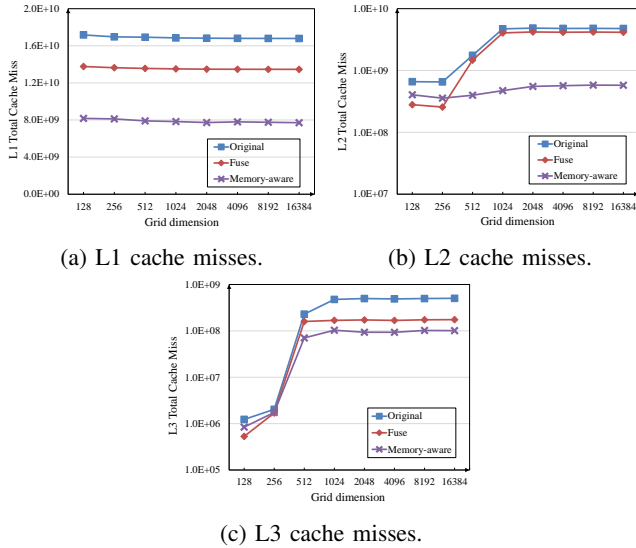 2.0E+10
1.6E+10
1.2E+10
8.0E+09
4.0E+09
0.0E+00
L1 Total Cache Miss
Original
Fuse
Memory-aware
128 256 512 1024 2048 4096 8192 16384
Grid dimension
(a) L1 cache misses.
1.0E+10
1.0E+09
1.0E+08
1.0E+07
L2 Total Cache Miss
Original
Fuse
Memory-aware
128 256 512 1024 2048 4096 8192 16384
Grid dimension
(b) L2 cache misses.
1.0E+09
1.0E+08
1.0E+07
1.0E+06
1.0E+05
L3 Total Cache Miss
Original
Fuse
Memory-aware
128 256 512 1024 2048 4096 8192 16384
Grid dimension
(c) L3 cache misses.